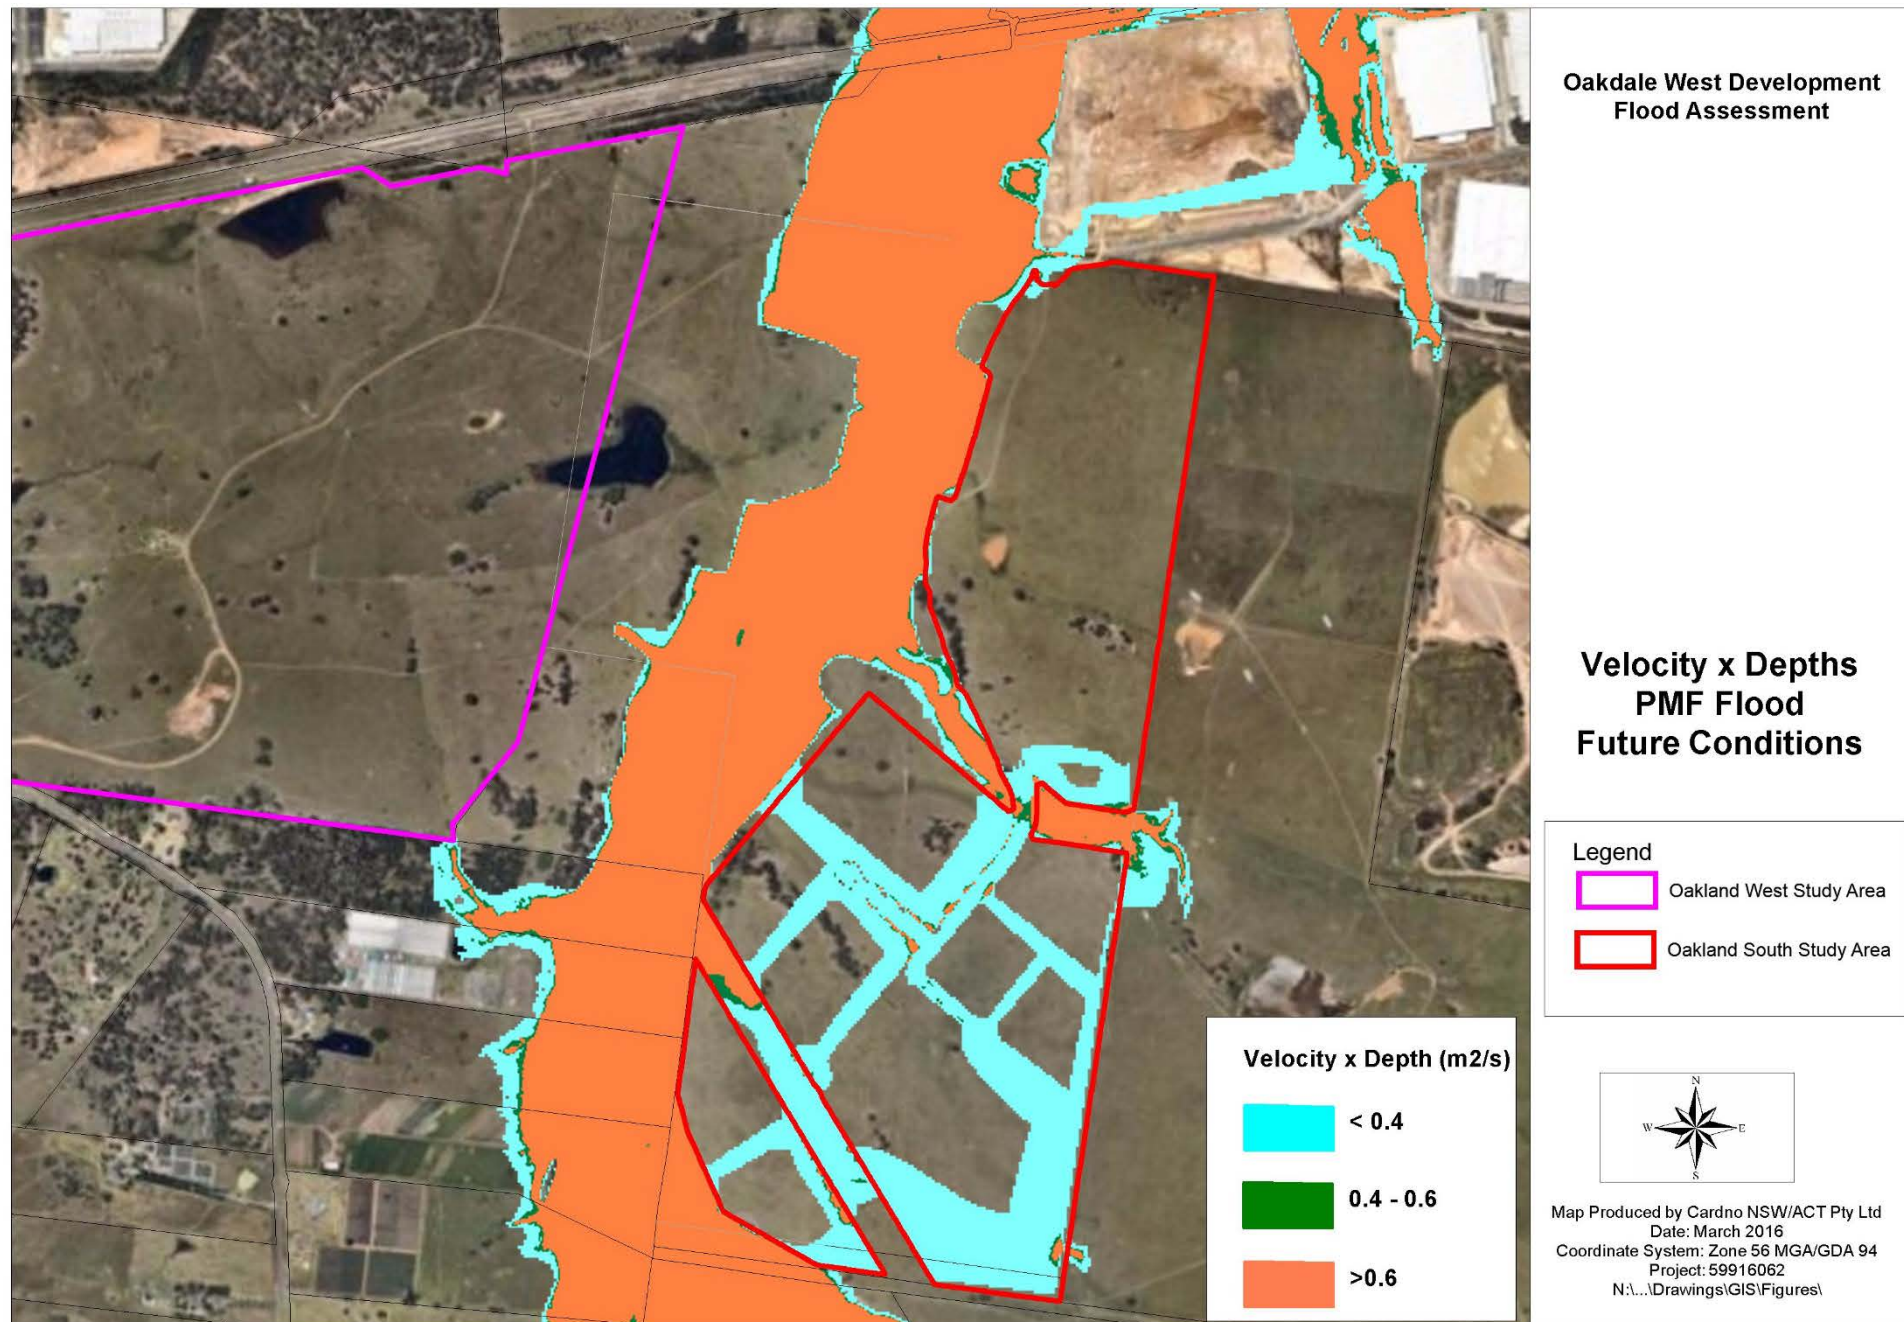 Oakdale West Development
Flood Assessment
Velocity x Depths
PMF Flood
Future Conditions
Legend
Oakland West Study Area
Oakland South Study Area
Velocity x Depth (m2/s)
< 0.4
0.4 - 0.6
>0.6
N
W
E
S
Map Produced by Cardno NSW/ACT Pty Ltd
Date: March 2016
Coordinate System: Zone 56 MGA/GDA 94
Project: 59916062
N:\...\Drawings\GIS\Figures\